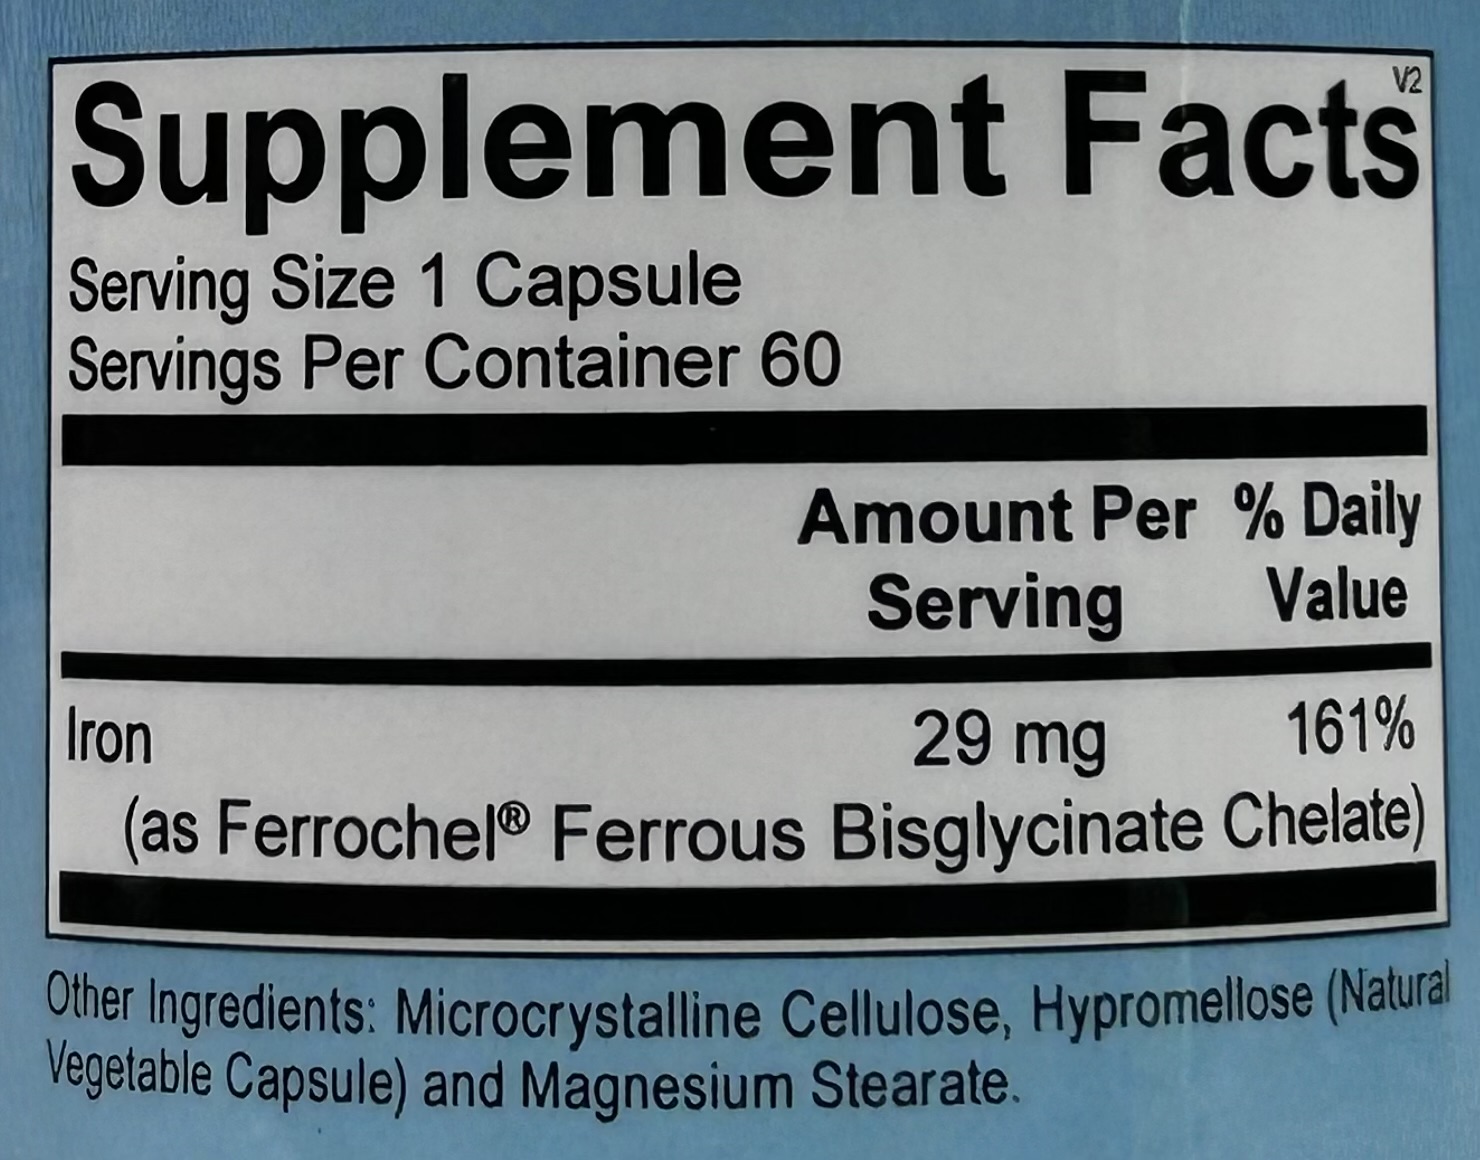 Supplement Facts V2
Serving Size 1 Capsule
Servings Per Container 60
Amount Per % Daily
Serving Value
Iron 29 mg 161%
(as Ferrochel® Ferrous Bisglycinate Chelate)
Other Ingredients: Microcrystalline Cellulose, Hypromellose (Natural
Vegetable Capsule) and Magnesium Stearate.